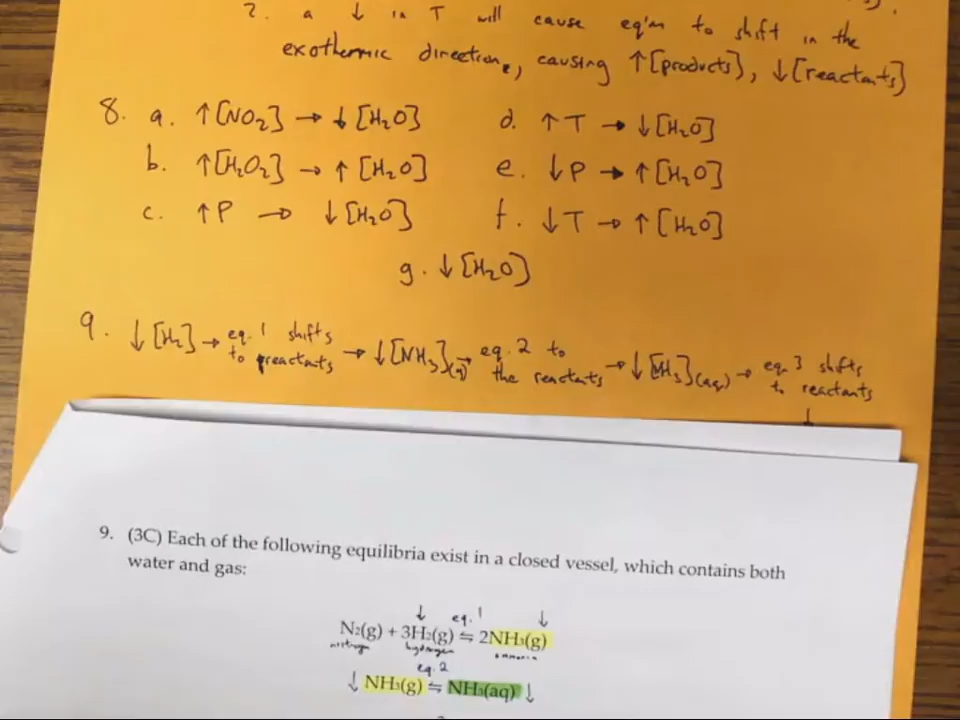 2. a ↓ in T will cause eq'm to shift in the
exothermic direction, causing ↑[products], ↓[reactants]
8. a. ↑[NO₂] → ↓[H₂O] d. ↑T → ↓[H₂O]
b. ↑[H₂O₂] → ↑[H₂O] e. ↓P → ↑[H₂O]
c. ↑P → ↓[H₂O] f. ↓T → ↑[H₂O]
g. ↓[H₂O]
9. ↓[H₂] → eq. 1 shifts to reactants → ↓[NH₃](g) → eq. 2 to the reactants → ↓[NH₃](aq) → eq. 3 shifts to reactants
↓
9. (3C) Each of the following equilibria exist in a closed vessel, which contains both
water and gas:
↓ eq. 1 ↓
N₂(g) + 3H₂(g) ⇋ 2NH₃(g)
nitrogen hydrogen ammonia
eq. 2
↓ NH₃(g) ⇋ NH₃(aq) ↓